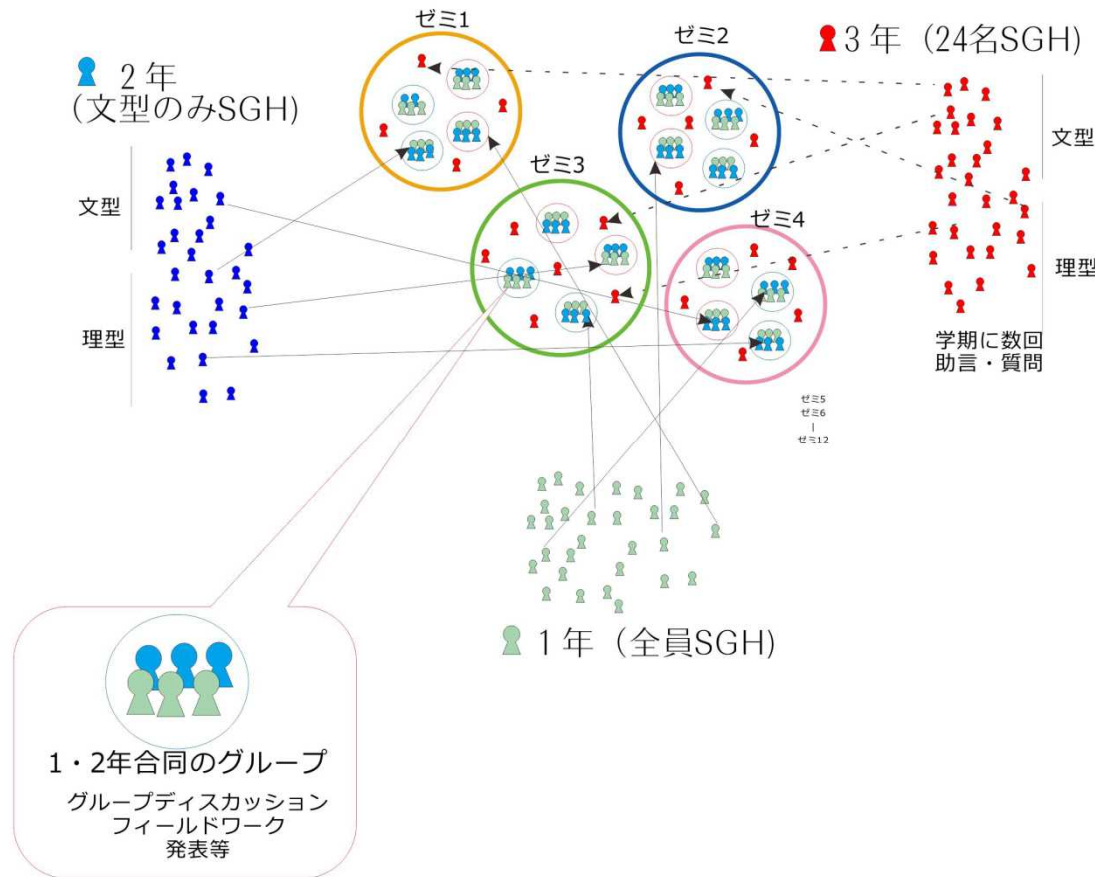 ゼミ1
ゼミ2
3年(24名SGH)
2年
(文型のみSGH)
文型
理型
ゼミ3
ゼミ4
文型
理型
学期に数回
助言・質問
ゼミ5
ゼミ6
|
ゼミ12
1年(全員SGH)
1・2年合同のグループ
グループディスカッション
フィールドワーク
発表等